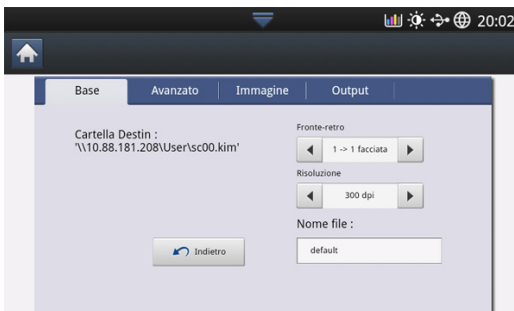 20:02
Base
Avanzato
Immagine
Output
Cartella Destin :
'\\10.88.181.208\User\sc00.kim'
Fronte-retro
1 -> 1 facciata
Risoluzione
300 dpi
Nome file :
default
Indietro